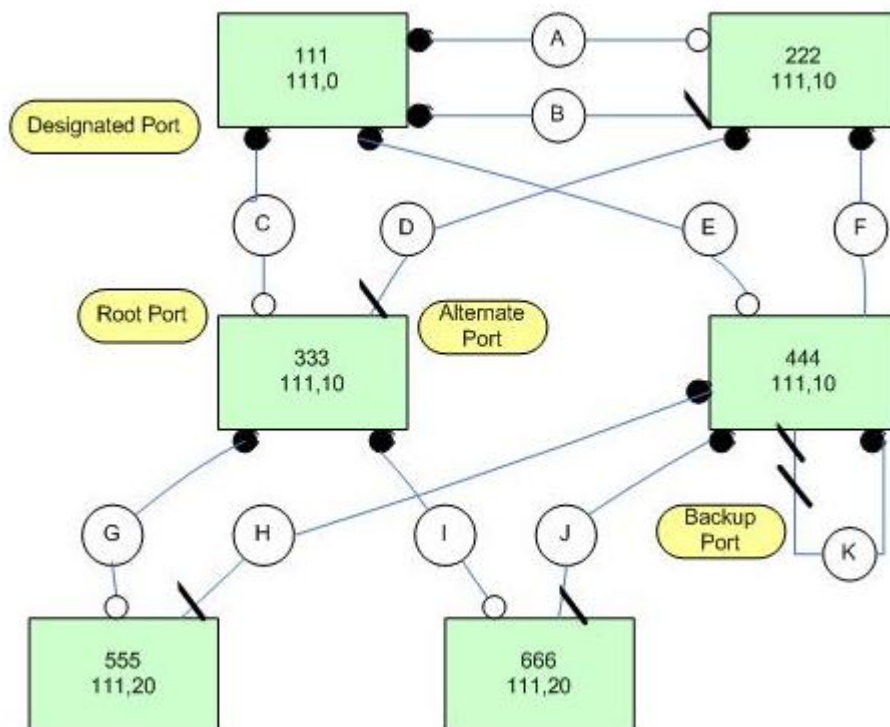 111
111,0
A
222
111,10
B
Designated Port
C
D
E
F
Root Port
Alternate
Port
333
111,10
444
111,10
G
H
I
J
Backup
Port
K
555
111,20
666
111,20